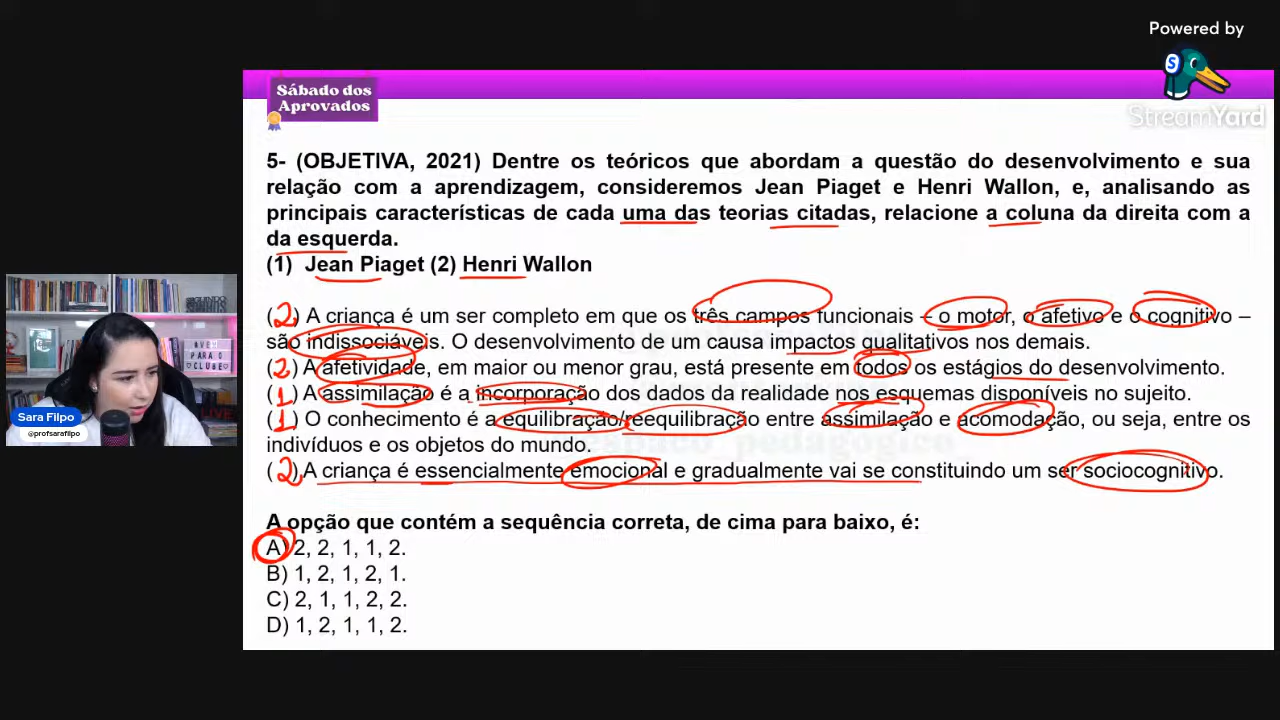 Powered by
S
StreamYard
Sábado dos
Aprovados
5- (OBJETIVA, 2021) Dentre os teóricos que abordam a questão do desenvolvimento e sua
relação com a aprendizagem, consideremos Jean Piaget e Henri Wallon, e, analisando as
principais características de cada uma das teorias citadas, relacione a coluna da direita com a
da esquerda.
(1) Jean Piaget (2) Henri Wallon
(2) A criança é um ser completo em que os três campos funcionais – o motor, o afetivo e o cognitivo –
são indissociáveis. O desenvolvimento de um causa impactos qualitativos nos demais.
(2) A afetividade, em maior ou menor grau, está presente em todos os estágios do desenvolvimento.
(1) A assimilação é a incorporação dos dados da realidade nos esquemas disponíveis no sujeito.
(1) O conhecimento é a equilibração/reequilibração entre assimilação e acomodação, ou seja, entre os
indivíduos e os objetos do mundo.
(2) A criança é essencialmente emocional e gradualmente vai se constituindo um ser sociocognitivo.
A opção que contém a sequência correta, de cima para baixo, é:
A) 2, 2, 1, 1, 2.
B) 1, 2, 1, 2, 1.
C) 2, 1, 1, 2, 2.
D) 1, 2, 1, 1, 2.
VEM
PARA O
CLUBE
Sara Filpo
@profsarafilpo